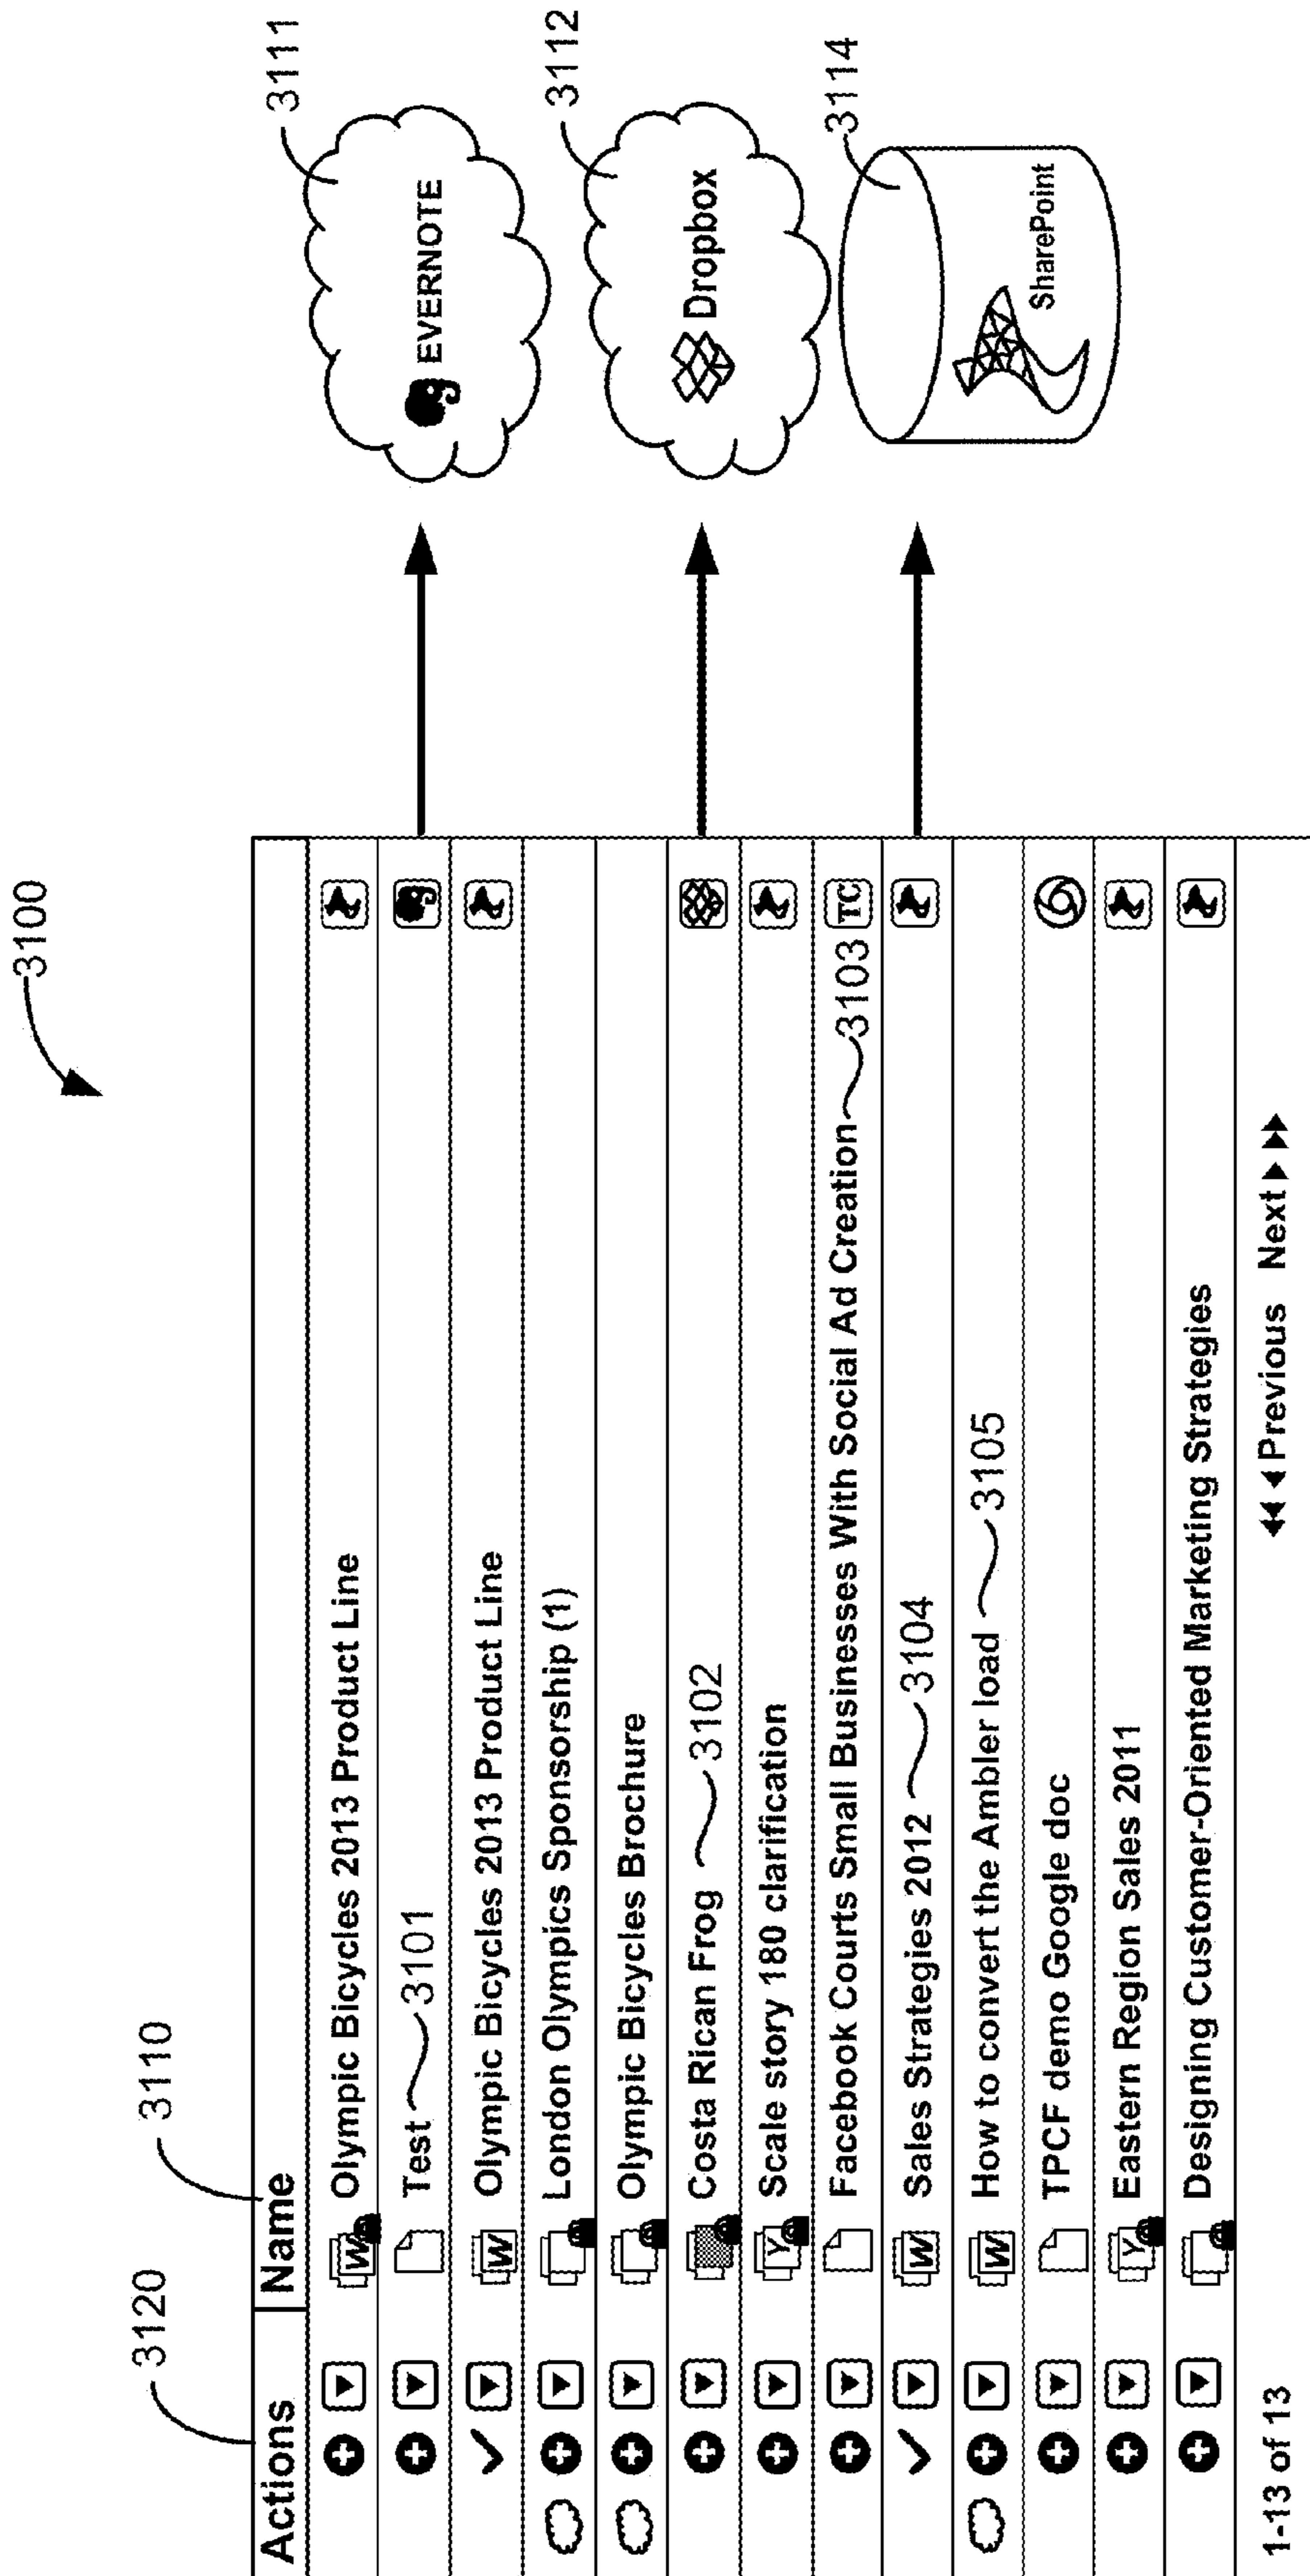 3100
3120
3110
Actions
Name
Olympic Bicycles 2013 Product Line
W
Test
3101
Olympic Bicycles 2013 Product Line
W
London Olympics Sponsorship (1)
Olympic Bicycles Brochure
Costa Rican Frog
3102
Scale story 180 clarification
Y
Facebook Courts Small Businesses With Social Ad Creation
3103
TC
Sales Strategies 2012
3104
W
How to convert the Ambler load
3105
W
TPCF demo Google doc
Eastern Region Sales 2011
Y
Designing Customer-Oriented Marketing Strategies
1-13 of 13
Previous Next
3111
EVERNOTE
3112
Dropbox
3114
SharePoint